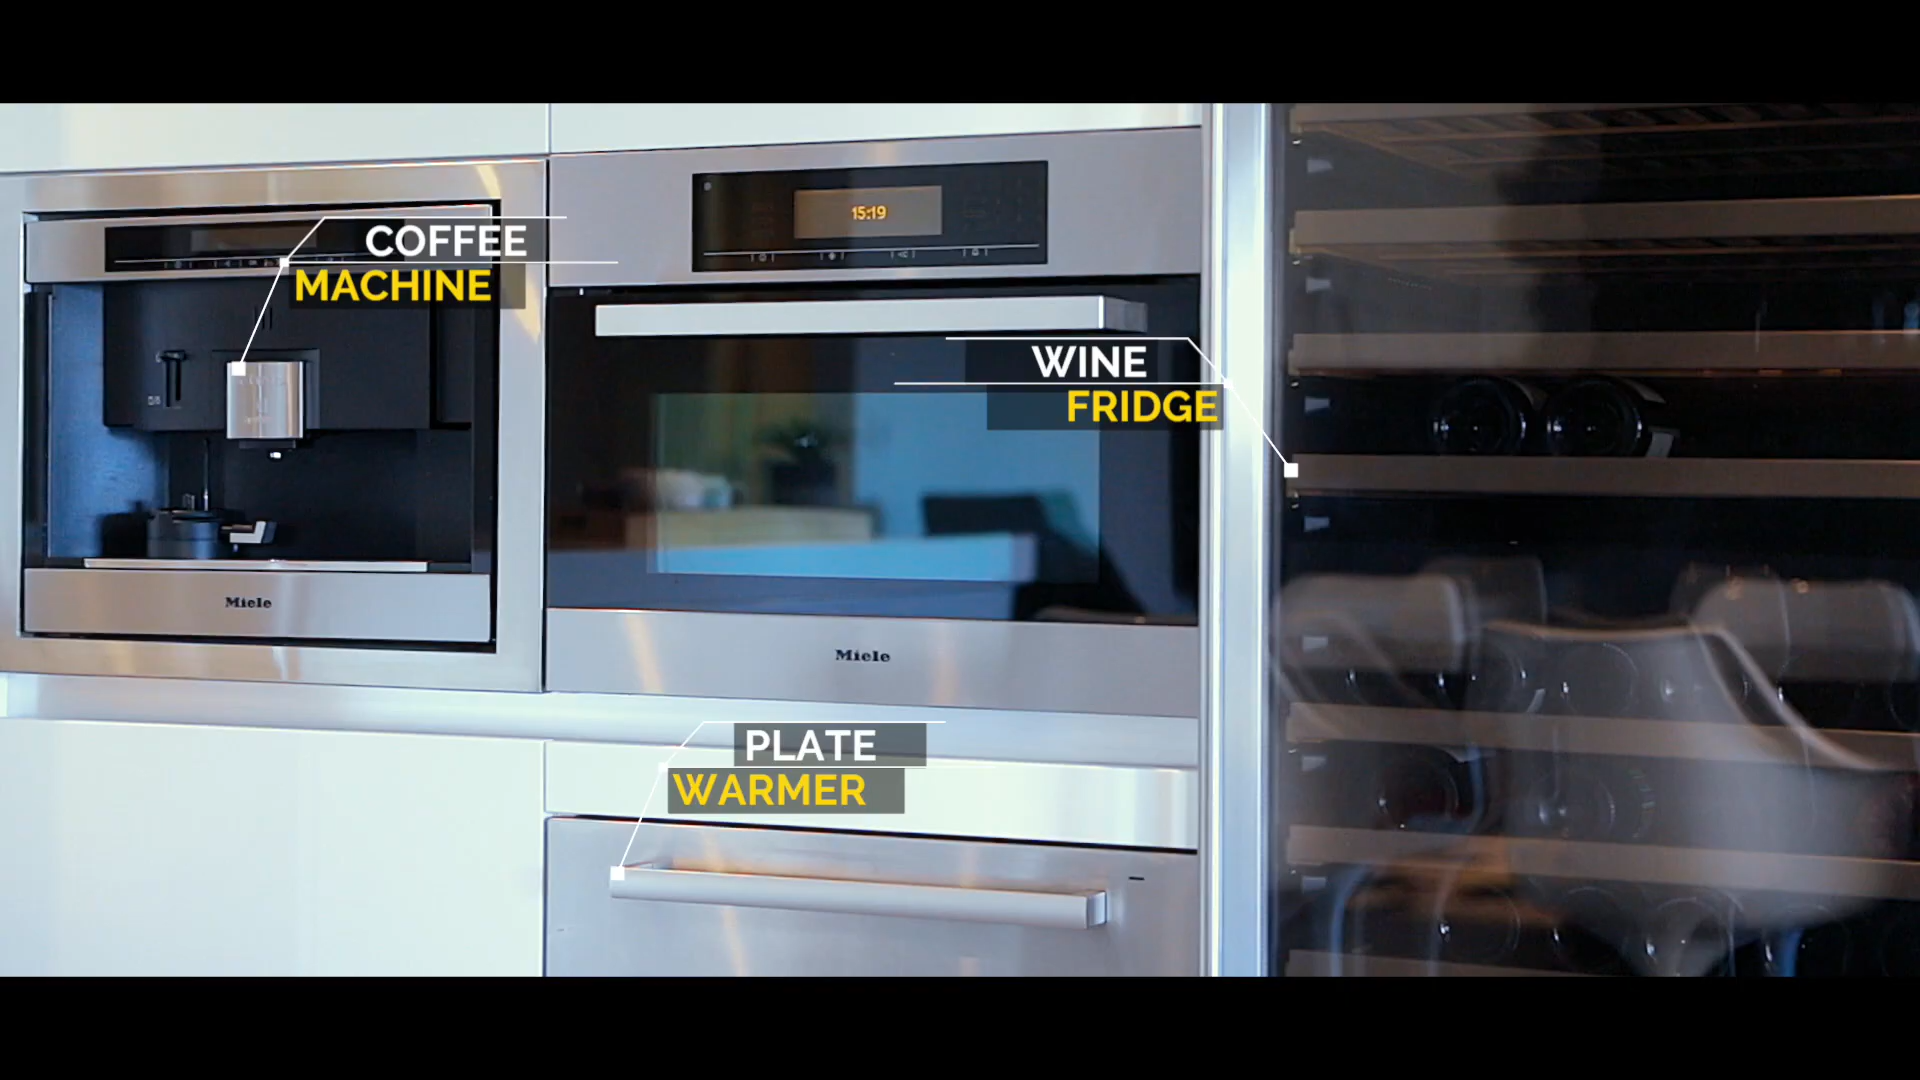 15:19
COFFEE
MACHINE
WINE
FRIDGE
Miele
Miele
PLATE
WARMER